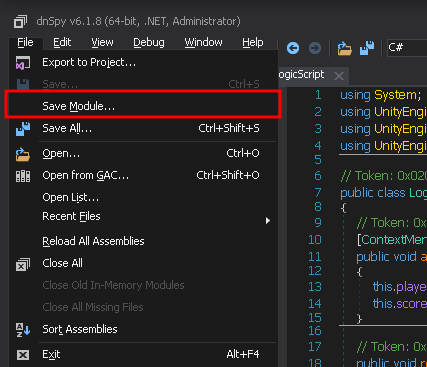 dnSpy v6.1.8 (64-bit, .NET, Administrator)
File Edit View Debug Window Help C#
Export to Project...
Save... Ctrl+S
Save Module...
Save All... Ctrl+Shift+S
Open... Ctrl+O
Open from GAC... Ctrl+Shift+O
Open List...
Recent Files
Reload All Assemblies
Close All
Close Old In-Memory Modules
Close All Missing Files
Sort Assemblies
Exit Alt+F4
ogicScript
1 using System;
2 using UnityEngin
3 using UnityEngin
4 using UnityEngin
5
6 // Token: 0x020
7 public class Log
8 {
9 // Token: 0x
10 [ContextMen
11 public void a
12 {
13 this.playe
14 this.score
15 }
16
17 // Token: 0x
18 public void r